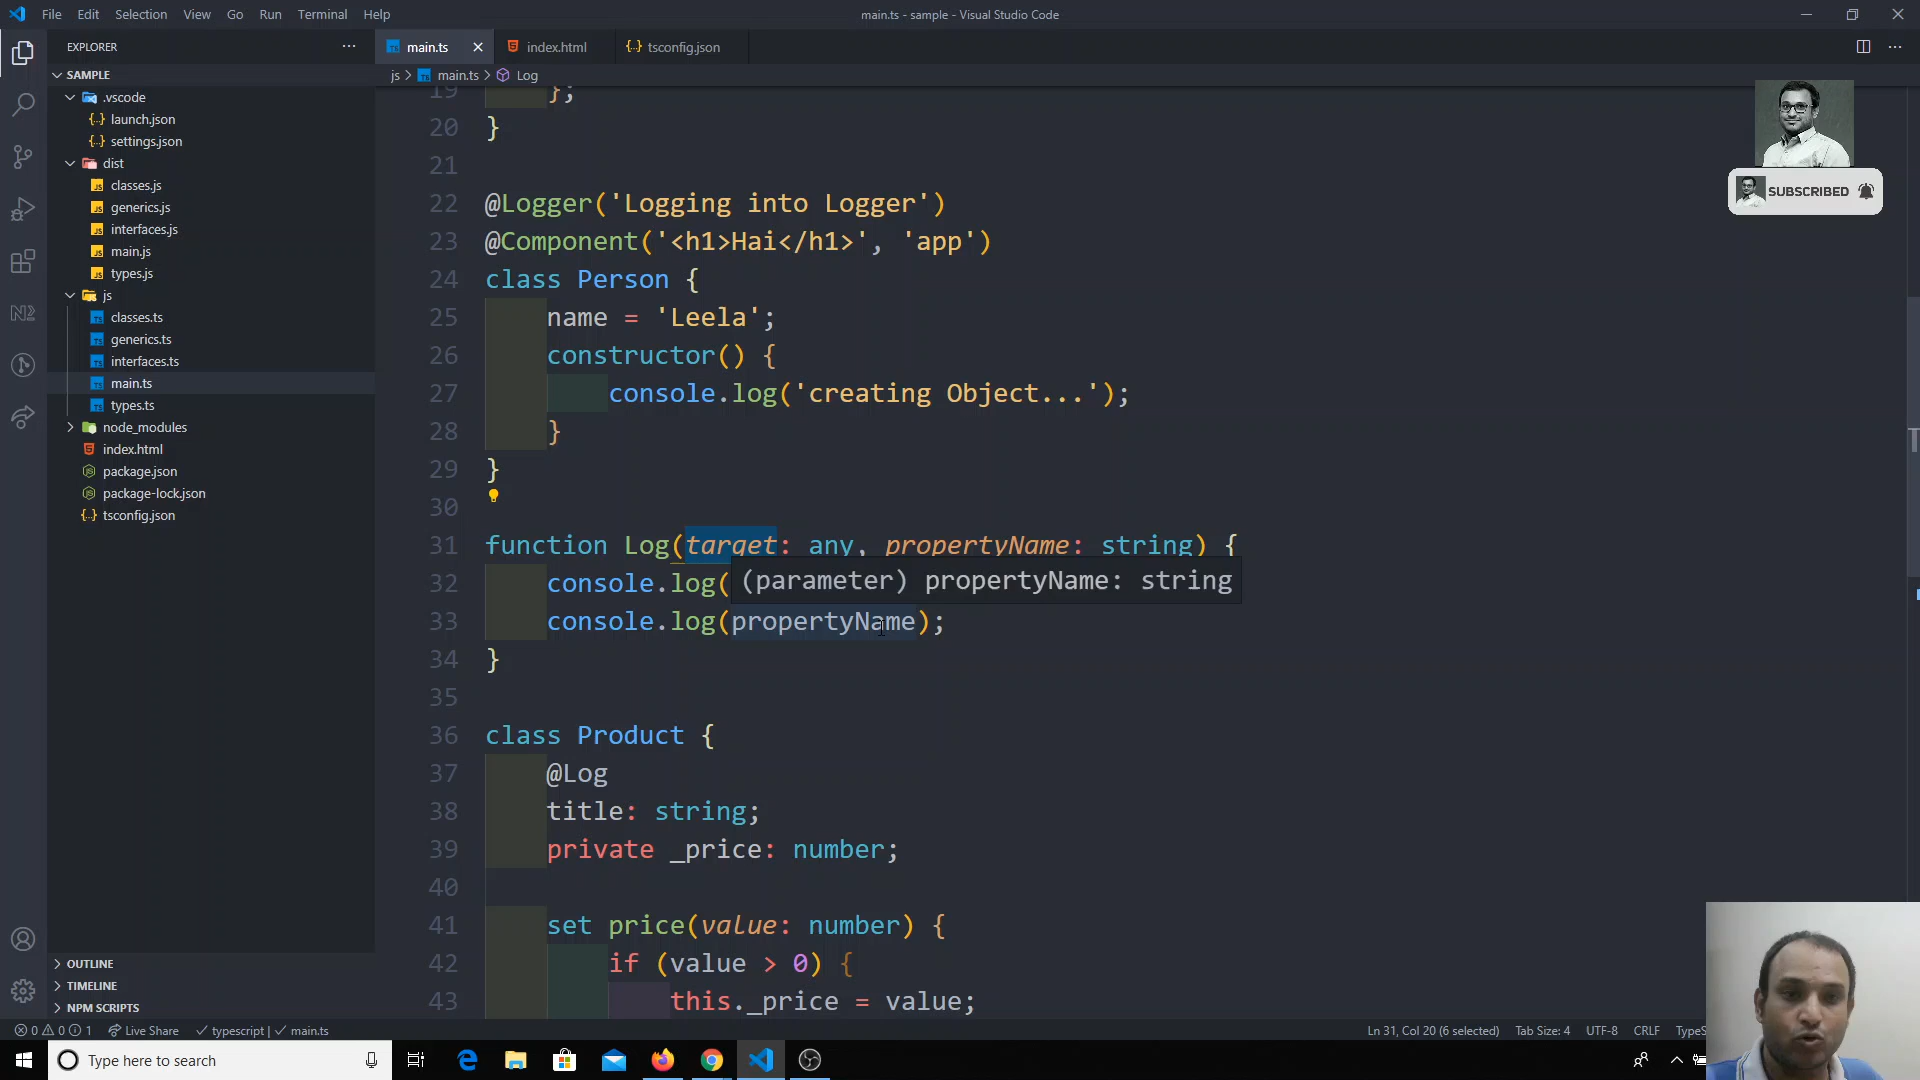 File Edit Selection View Go Run Terminal Help
main.ts - sample - Visual Studio Code
EXPLORER
main.ts
index.html
tsconfig.json
SAMPLE
js > main.ts > Log
.vscode
launch.json
settings.json
dist
classes.js
generics.js
interfaces.js
main.js
types.js
js
classes.ts
generics.ts
interfaces.ts
main.ts
types.ts
node_modules
index.html
package.json
package-lock.json
tsconfig.json
OUTLINE
TIMELINE
NPM SCRIPTS
19 };
20 }
21
22 @Logger('Logging into Logger')
23 @Component('<h1>Hai</h1>', 'app')
24 class Person {
25 name = 'Leela';
26 constructor() {
27 console.log('creating Object...');
28 }
29 }
30
31 function Log(target: any, propertyName: string) {
32 console.log(
(parameter) propertyName: string
33 console.log(propertyName);
34 }
35
36 class Product {
37 @Log
38 title: string;
39 private _price: number;
40
41 set price(value: number) {
42 if (value > 0) {
43 this._price = value;
SUBSCRIBED
0 0 1 Live Share typescript | main.ts
Ln 31, Col 20 (6 selected) Tab Size: 4 UTF-8 CRLF TypeS
Type here to search